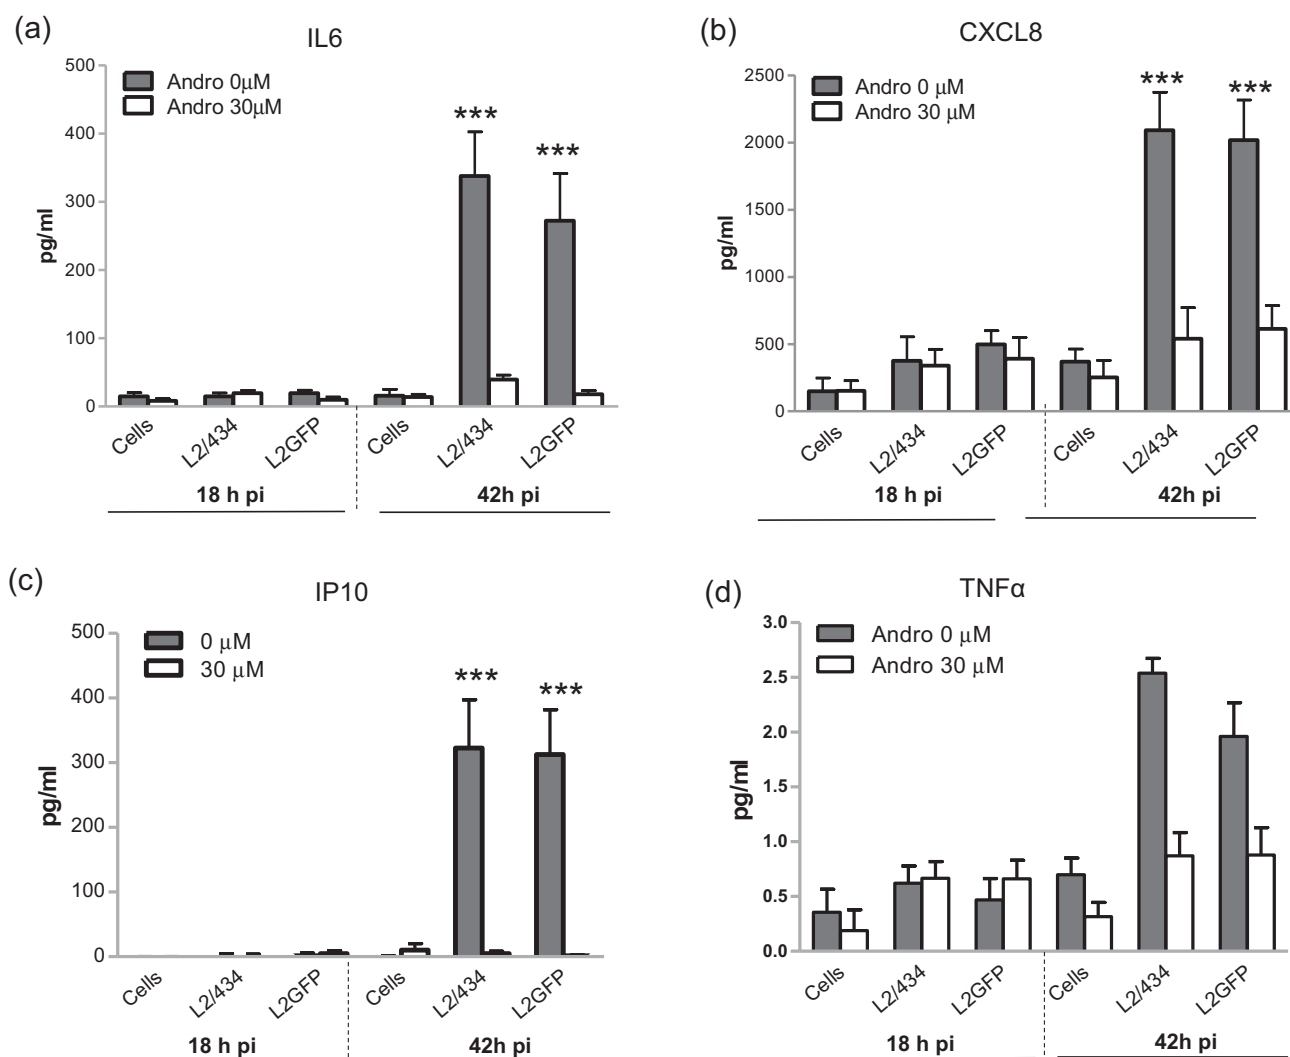 (a)
IL6
500
400
300
200
100
0
pg/ml
Andro 0μM
Andro 30μM
***
***
Cells
L2/434
L2GFP
Cells
L2/434
L2GFP
18 h pi
42h pi
(b)
CXCL8
2500
2000
1500
1000
500
0
pg/ml
Andro 0 μM
Andro 30 μM
***
***
Cells
L2/434
L2GFP
Cells
L2/434
L2GFP
18 h pi
42h pi
(c)
IP10
500
400
300
200
100
0
pg/ml
0 μM
30 μM
***
***
Cells
L2/434
L2GFP
Cells
L2/434
L2GFP
18 h pi
42h pi
(d)
TNFα
3.0
2.5
2.0
1.5
1.0
0.5
0.0
pg/ml
Andro 0 μM
Andro 30 μM
Cells
L2/434
L2GFP
Cells
L2/434
L2GFP
18 h pi
42h pi